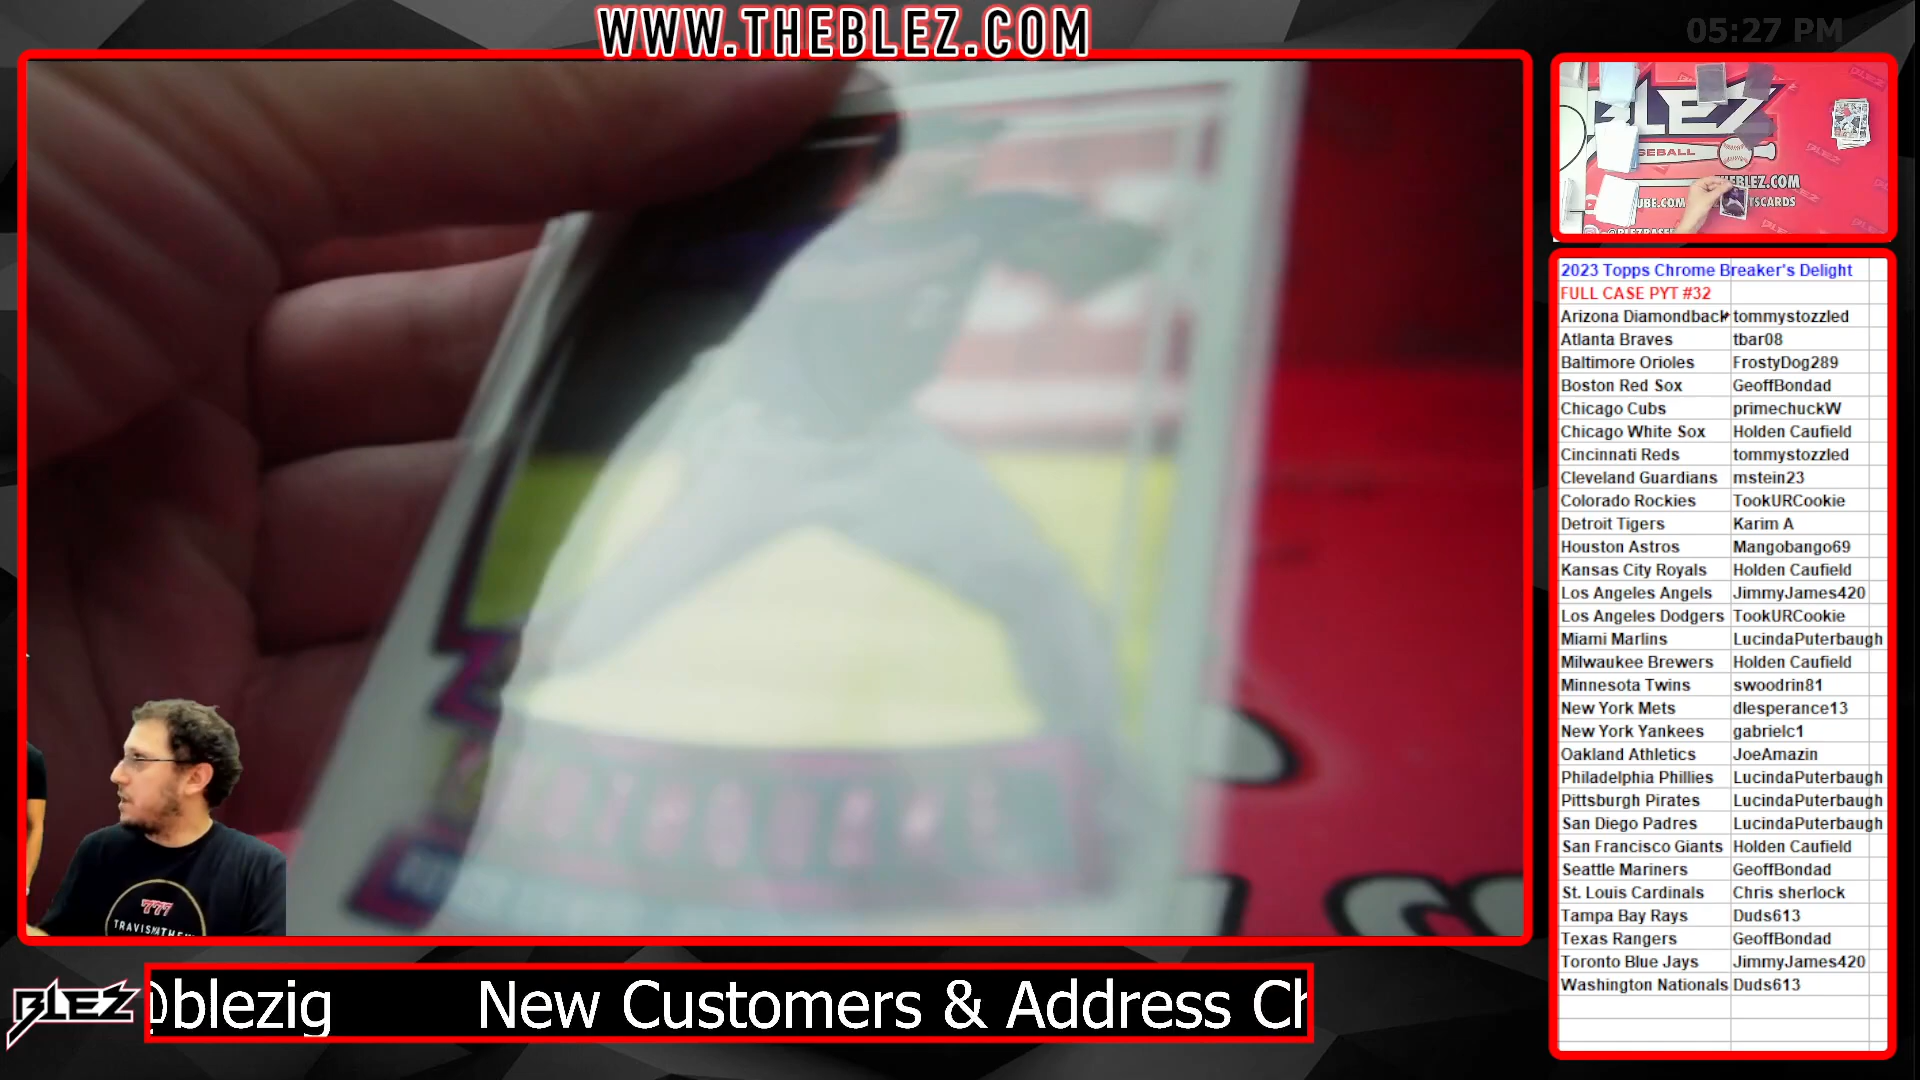 WWW.THEBLEZ.COM
05:27 PM
BLEZ
THEBLEZ.COM
2023 Topps Chrome Breaker's Delight
FULL CASE PYT #32
Arizona Diamondback tommystozzled
Atlanta Braves tbar08
Baltimore Orioles FrostyDog289
Boston Red Sox GeoffBondad
Chicago Cubs primechuckW
Chicago White Sox Holden Caufield
Cincinnati Reds tommystozzled
Cleveland Guardians mstein23
Colorado Rockies TookURCookie
Detroit Tigers Karim A
Houston Astros Mangobango69
Kansas City Royals Holden Caufield
Los Angeles Angels JimmyJames420
Los Angeles Dodgers TookURCookie
Miami Marlins LucindaPuterbaugh
Milwaukee Brewers Holden Caufield
Minnesota Twins swoodrin81
New York Mets dlesperance13
New York Yankees gabrielc1
Oakland Athletics JoeAmazin
Philadelphia Phillies LucindaPuterbaugh
Pittsburgh Pirates LucindaPuterbaugh
San Diego Padres LucindaPuterbaugh
San Francisco Giants Holden Caufield
Seattle Mariners GeoffBondad
St. Louis Cardinals Chris sherlock
Tampa Bay Rays Duds613
Texas Rangers GeoffBondad
Toronto Blue Jays JimmyJames420
Washington Nationals Duds613
777
BLEZ
@blezig New Customers & Address Ch